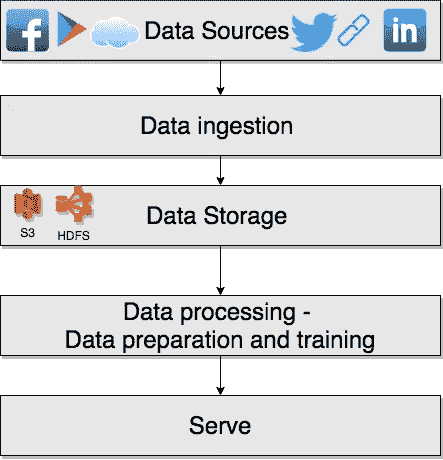 f Data Sources in
Data ingestion
Data Storage
S3 HDFS
Data processing -
Data preparation and training
Serve